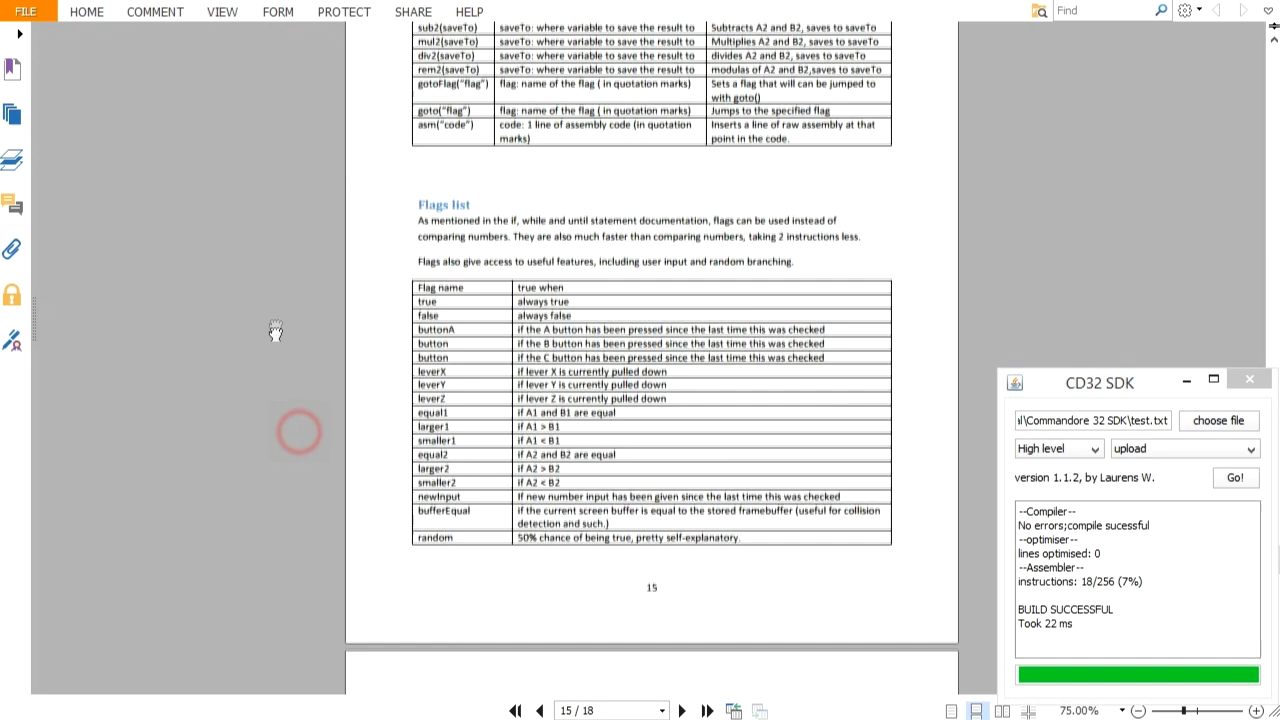 FILE HOME COMMENT VIEW FORM PROTECT SHARE HELP Find
sub2(saveTo) saveTo: where variable to save the result to Subtracts A2 and B2, saves to saveTo
mul2(saveTo) saveTo: where variable to save the result to Multiplies A2 and B2, saves to saveTo
div2(saveTo) saveTo: where variable to save the result to divides A2 and B2, saves to saveTo
rem2(saveTo) saveTo: where variable to save the result to modulas of A2 and B2,saves to saveTo
gotoFlag("flag") flag: name of the flag ( in quotation marks) Sets a flag that will can be jumped to
with goto()
goto("flag") flag: name of the flag ( in quotation marks) Jumps to the specified flag
asm("code") code: 1 line of assembly code (in quotation Inserts a line of raw assembly at that
marks) point in the code.
Flags list
As mentioned in the if, while and until statement documentation, flags can be used instead of
comparing numbers. They are also much faster than comparing numbers, taking 2 instructions less.
Flags also give access to useful features, including user input and random branching.
Flag name true when
true always true
false always false
buttonA if the A button has been pressed since the last time this was checked
button if the B button has been pressed since the last time this was checked
button if the C button has been pressed since the last time this was checked
leverX if lever X is currently pulled down
leverY if lever Y is currently pulled down
leverZ if lever Z is currently pulled down
equal1 if A1 and B1 are equal
larger1 if A1 > B1
smaller1 if A1 < B1
equal2 if A2 and B2 are equal
larger2 if A2 > B2
smaller2 if A2 < B2
newInput If new number input has been given since the last time this was checked
bufferEqual if the current screen buffer is equal to the stored framebuffer (useful for collision
detection and such.)
random 50% chance of being true, pretty self-explanatory.
15
CD32 SDK
l\Commandore 32 SDK\test.txt choose file
High level upload
version 1.1.2, by Laurens W. Go!
--Compiler--
No errors;compile sucessful
--optimiser--
lines optimised: 0
--Assembler--
instructions: 18/256 (7%)
BUILD SUCCESSFUL
Took 22 ms
15 / 18 75.00%